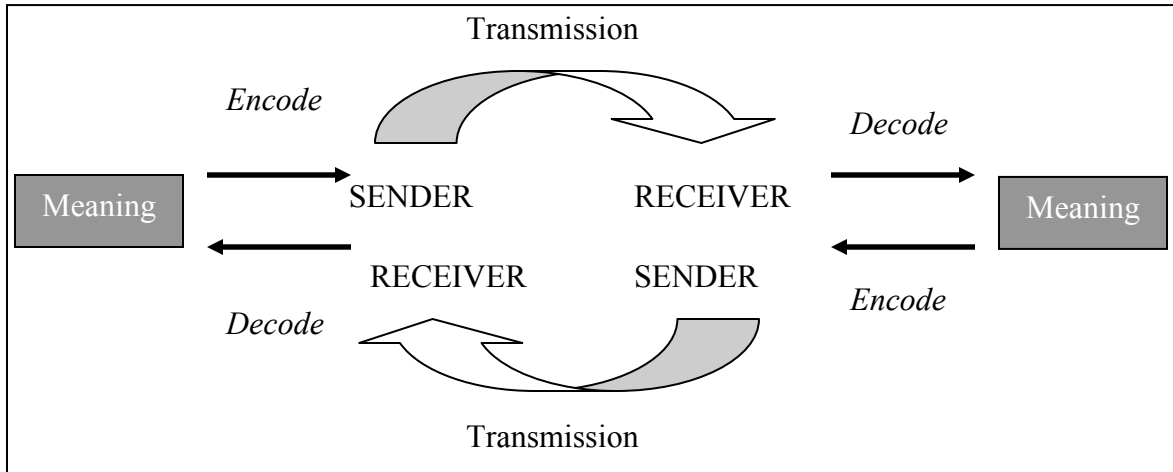 Transmission
Encode
Decode
Meaning
SENDER
RECEIVER
Meaning
RECEIVER
SENDER
Decode
Encode
Transmission